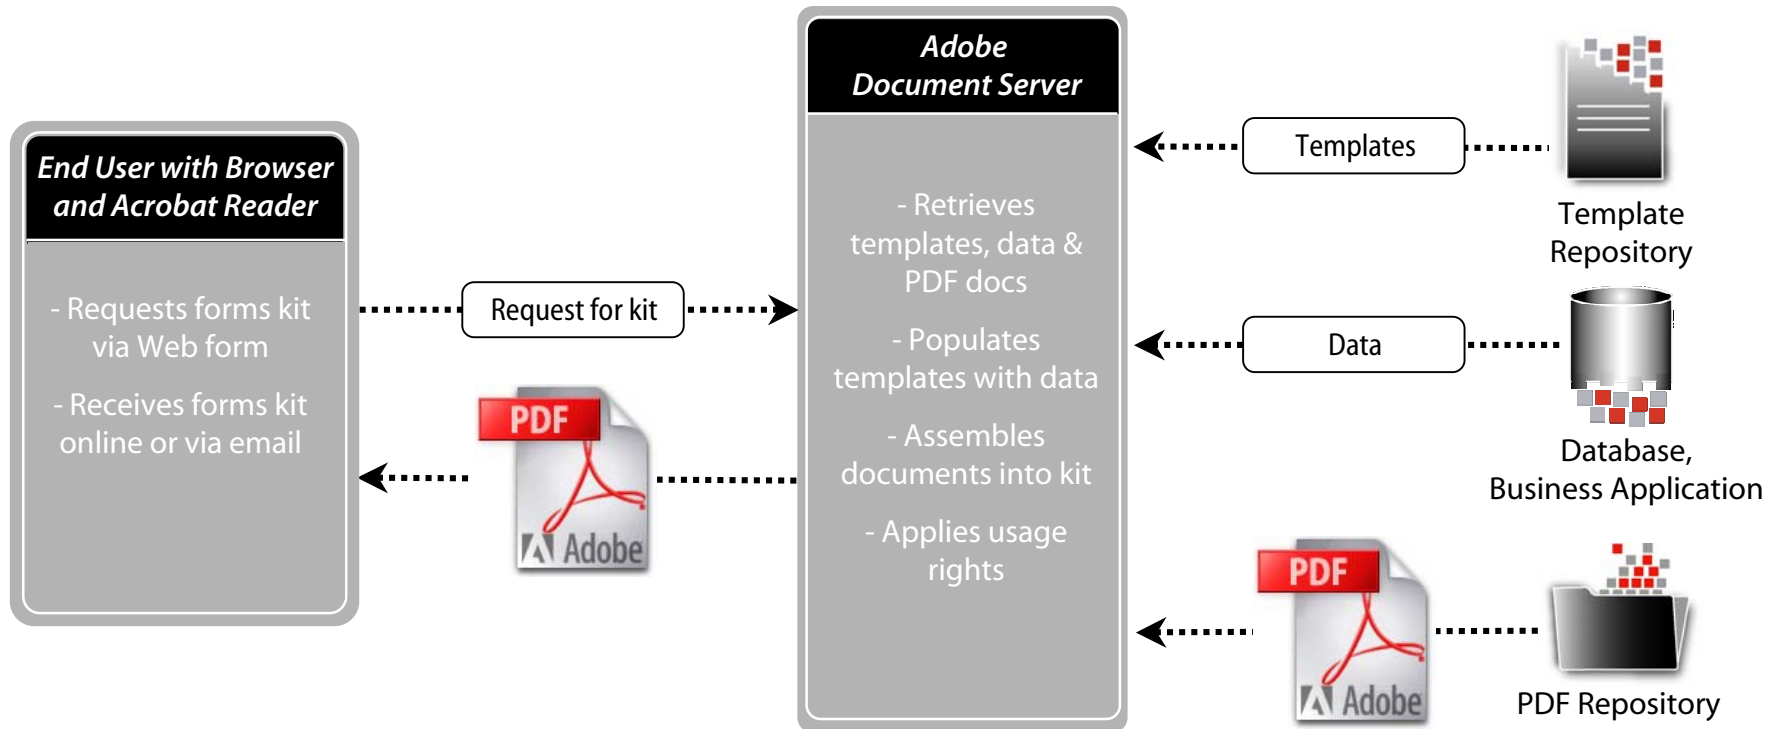 End User with Browser
and Acrobat Reader
- Requests forms kit
via Web form
- Receives forms kit
online or via email
Request for kit
PDF
Adobe
Adobe
Document Server
- Retrieves
templates, data &
PDF docs
- Populates
templates with data
- Assembles
documents into kit
- Applies usage
rights
Templates
Template
Repository
Data
Database,
Business Application
PDF
Adobe
PDF Repository